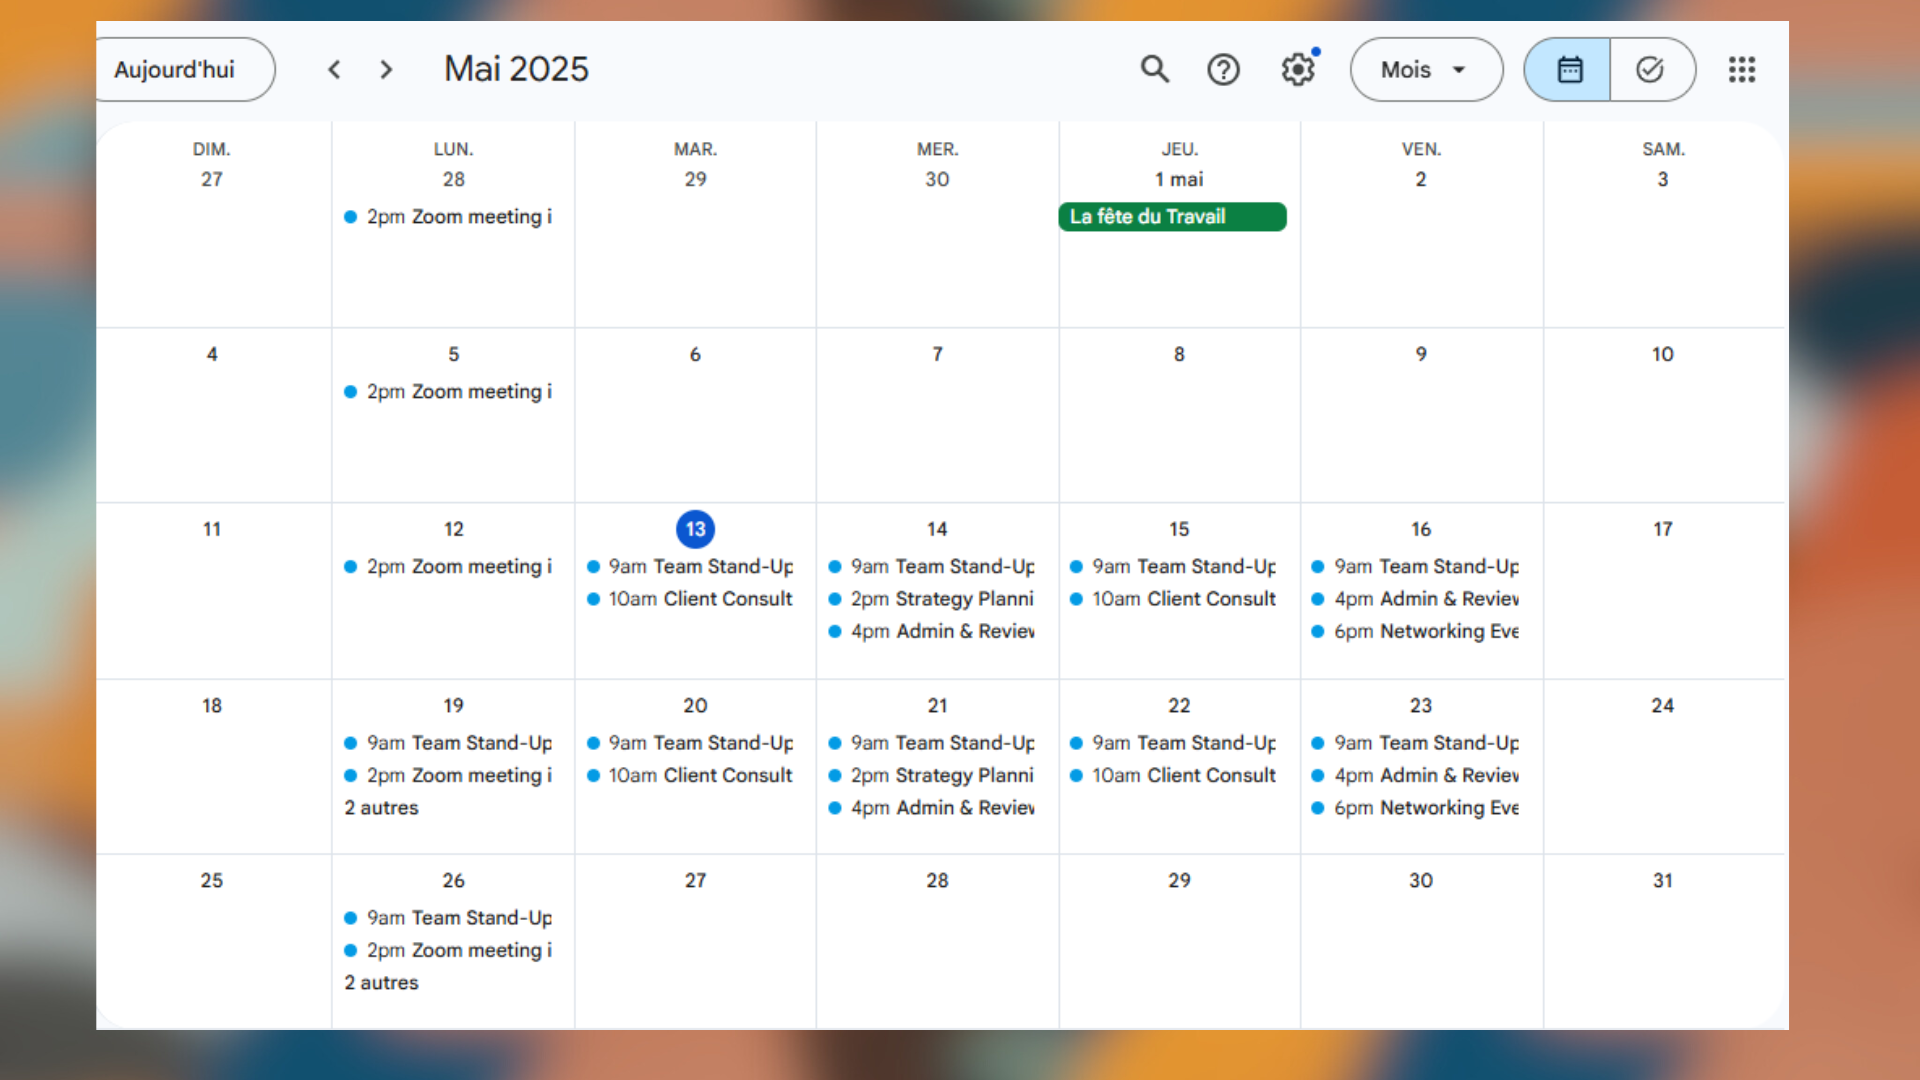 Aujourd'hui
Mai 2025
Mois
DIM. LUN. MAR. MER. JEU. VEN. SAM.
27 28 29 30 1 mai 2 3
2pm Zoom meeting i
La fête du Travail
4 5 6 7 8 9 10
2pm Zoom meeting i
11 12 13 14 15 16 17
2pm Zoom meeting i 9am Team Stand-Up 9am Team Stand-Up 9am Team Stand-Up 9am Team Stand-Up
10am Client Consult 2pm Strategy Planni 10am Client Consult 4pm Admin & Review
4pm Admin & Review 6pm Networking Eve
18 19 20 21 22 23 24
9am Team Stand-Up 9am Team Stand-Up 9am Team Stand-Up 9am Team Stand-Up 9am Team Stand-Up
2pm Zoom meeting i 10am Client Consult 2pm Strategy Planni 10am Client Consult 4pm Admin & Review
2 autres 4pm Admin & Review 6pm Networking Eve
25 26 27 28 29 30 31
9am Team Stand-Up
2pm Zoom meeting i
2 autres